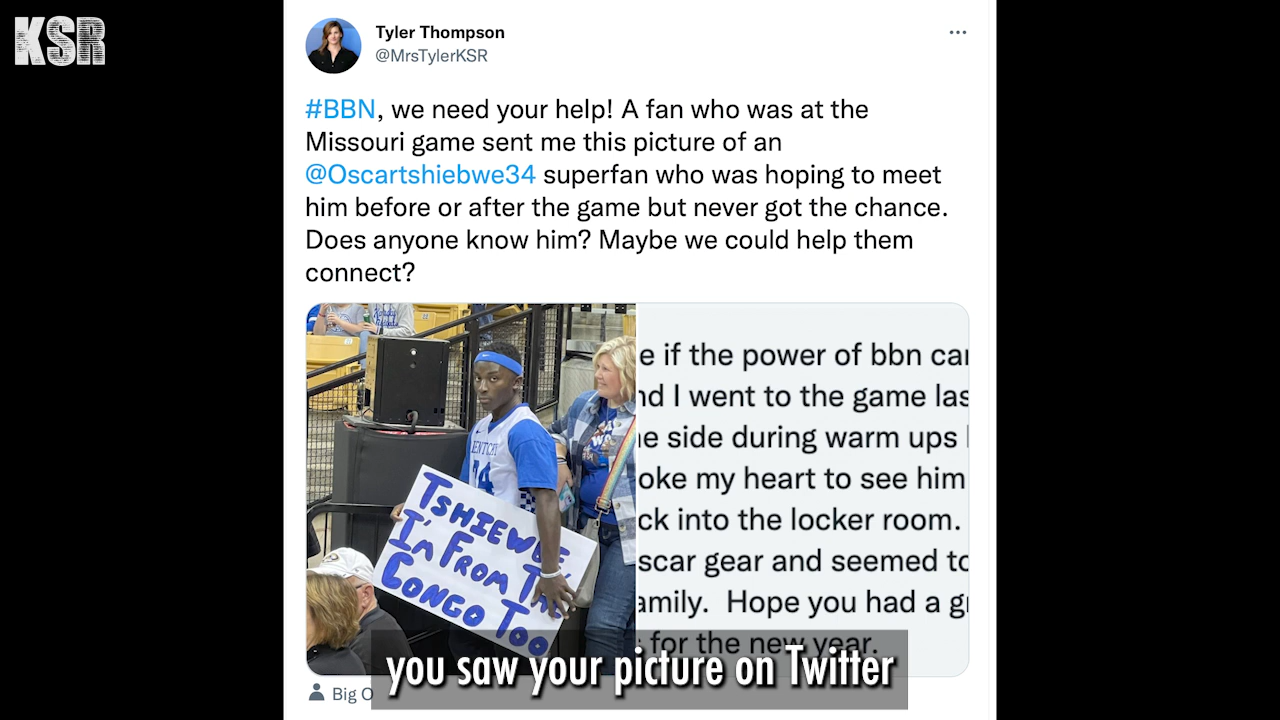 KSR
Tyler Thompson
@MrsTylerKSR
#BBN, we need your help! A fan who was at the
Missouri game sent me this picture of an
@Oscartshiebwe34 superfan who was hoping to meet
him before or after the game but never got the chance.
Does anyone know him? Maybe we could help them
connect?
TSHIEWBE,
I'm FROM THE
CONGO TOO
e if the power of bbn car
nd I went to the game las
e side during warm ups
oke my heart to see him
ck into the locker room.
scar gear and seemed to
amily. Hope you had a g
for the new year.
you saw your picture on Twitter
Big O